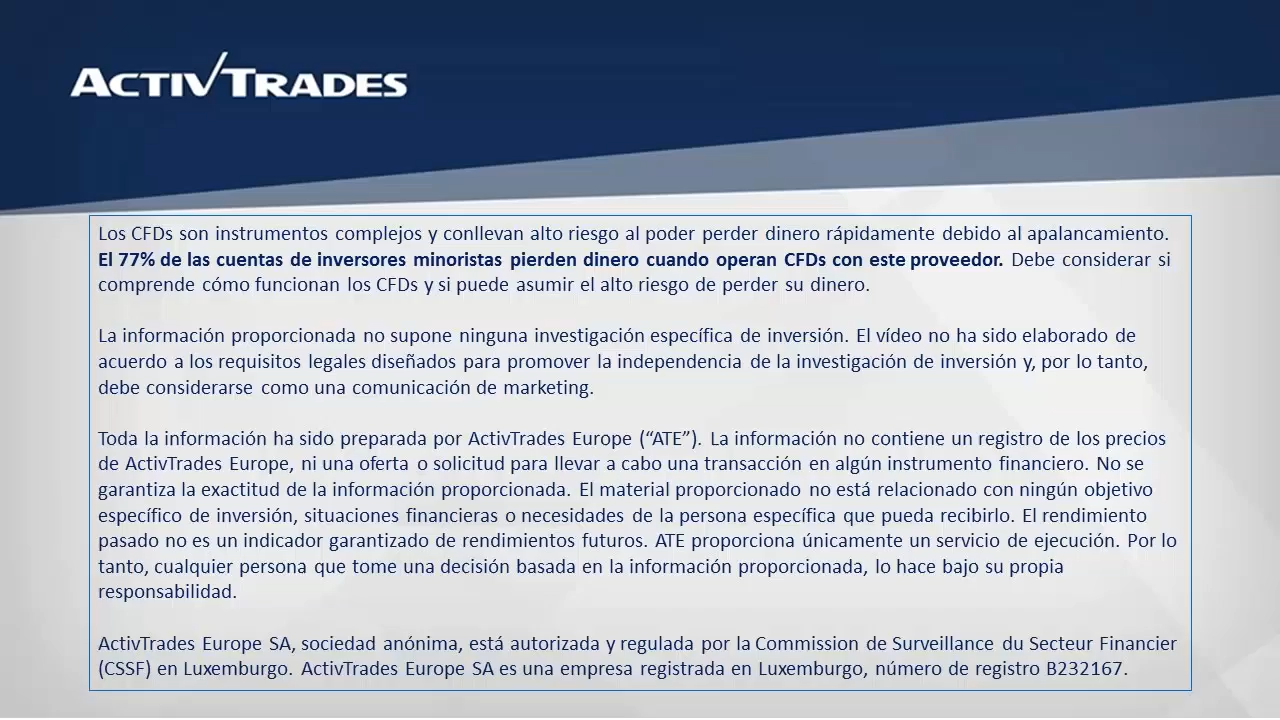 ACTIVTRADES
Los CFDs son instrumentos complejos y conllevan alto riesgo al poder perder dinero rápidamente debido al apalancamiento.
El 77% de las cuentas de inversores minoristas pierden dinero cuando operan CFDs con este proveedor. Debe considerar si
comprende cómo funcionan los CFDs y si puede asumir el alto riesgo de perder su dinero.
La información proporcionada no supone ninguna investigación específica de inversión. El vídeo no ha sido elaborado de
acuerdo a los requisitos legales diseñados para promover la independencia de la investigación de inversión y, por lo tanto,
debe considerarse como una comunicación de marketing.
Toda la información ha sido preparada por ActivTrades Europe (“ATE”). La información no contiene un registro de los precios
de ActivTrades Europe, ni una oferta o solicitud para llevar a cabo una transacción en algún instrumento financiero. No se
garantiza la exactitud de la información proporcionada. El material proporcionado no está relacionado con ningún objetivo
específico de inversión, situaciones financieras o necesidades de la persona específica que pueda recibirlo. El rendimiento
pasado no es un indicador garantizado de rendimientos futuros. ATE proporciona únicamente un servicio de ejecución. Por lo
tanto, cualquier persona que tome una decisión basada en la información proporcionada, lo hace bajo su propia
responsabilidad.
ActivTrades Europe SA, sociedad anónima, está autorizada y regulada por la Commission de Surveillance du Secteur Financier
(CSSF) en Luxemburgo. ActivTrades Europe SA es una empresa registrada en Luxemburgo, número de registro B232167.